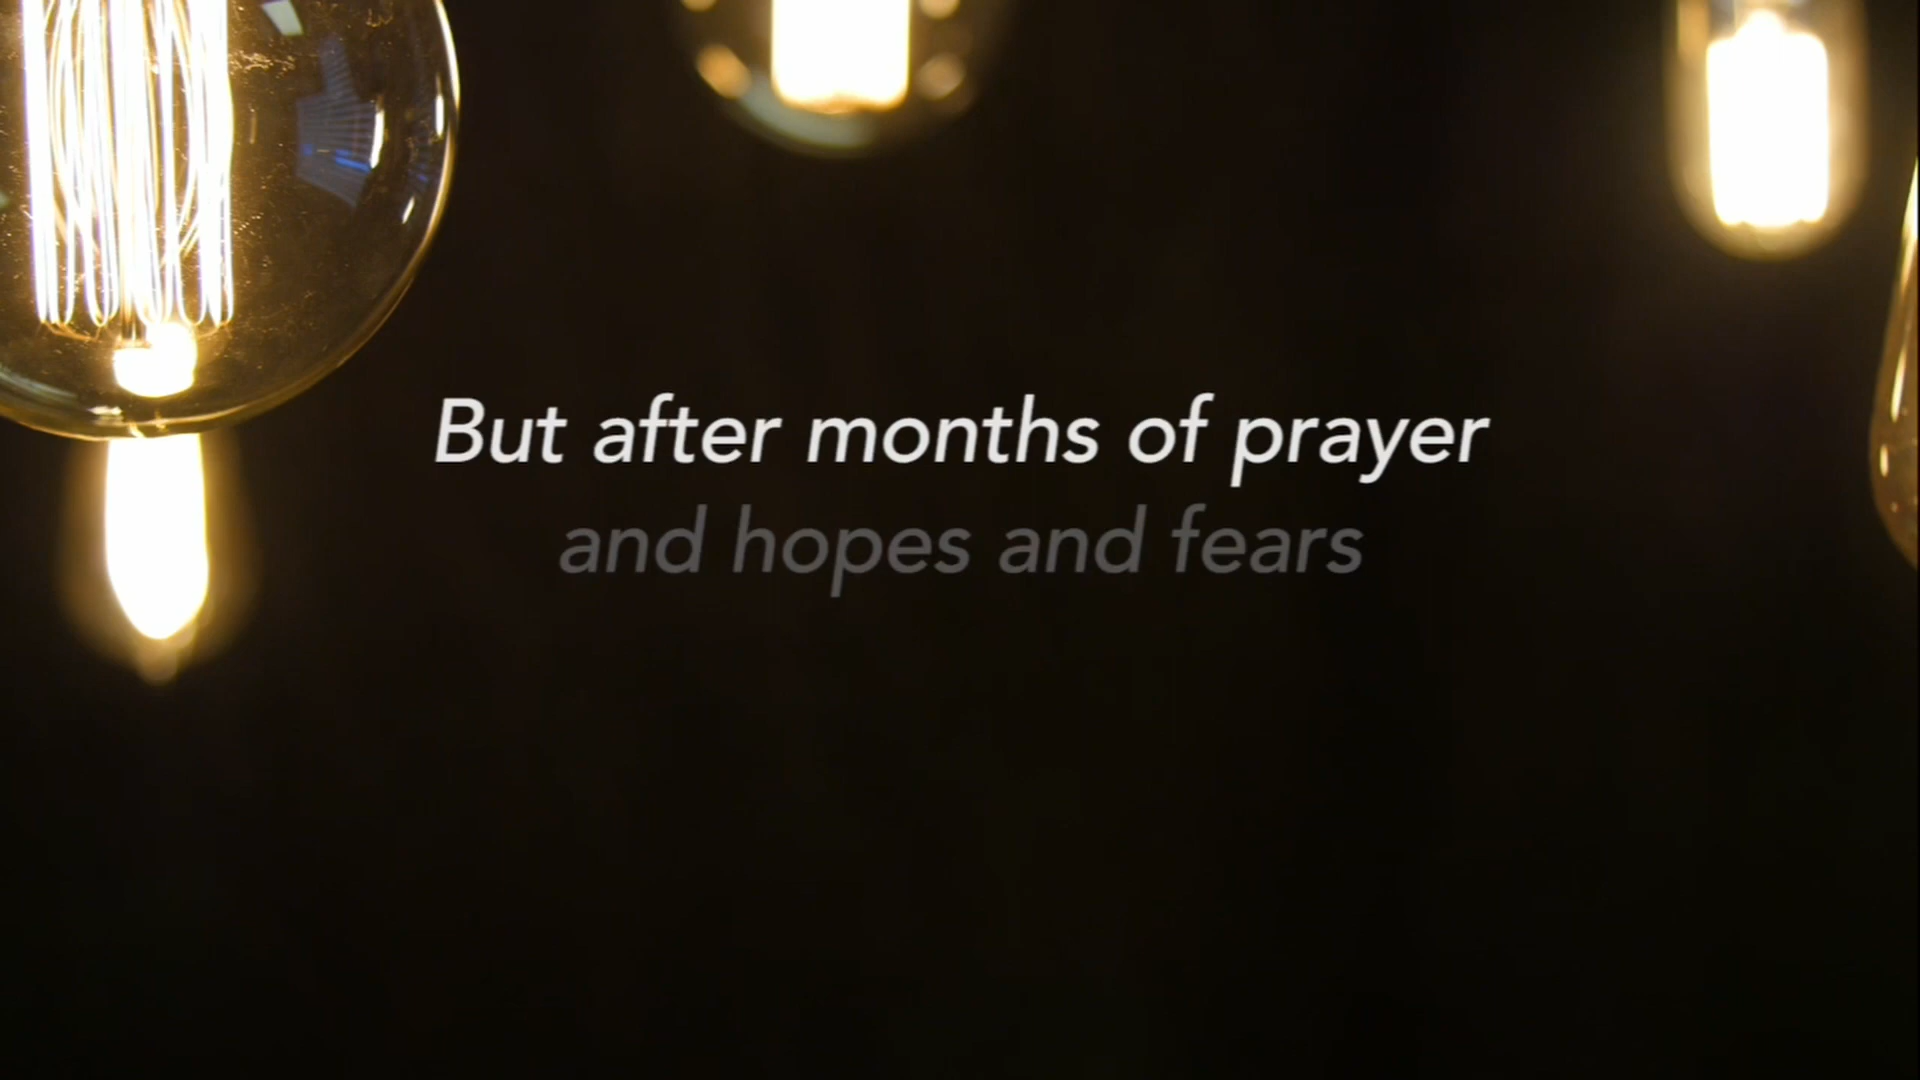 But after months of prayer
and hopes and fears